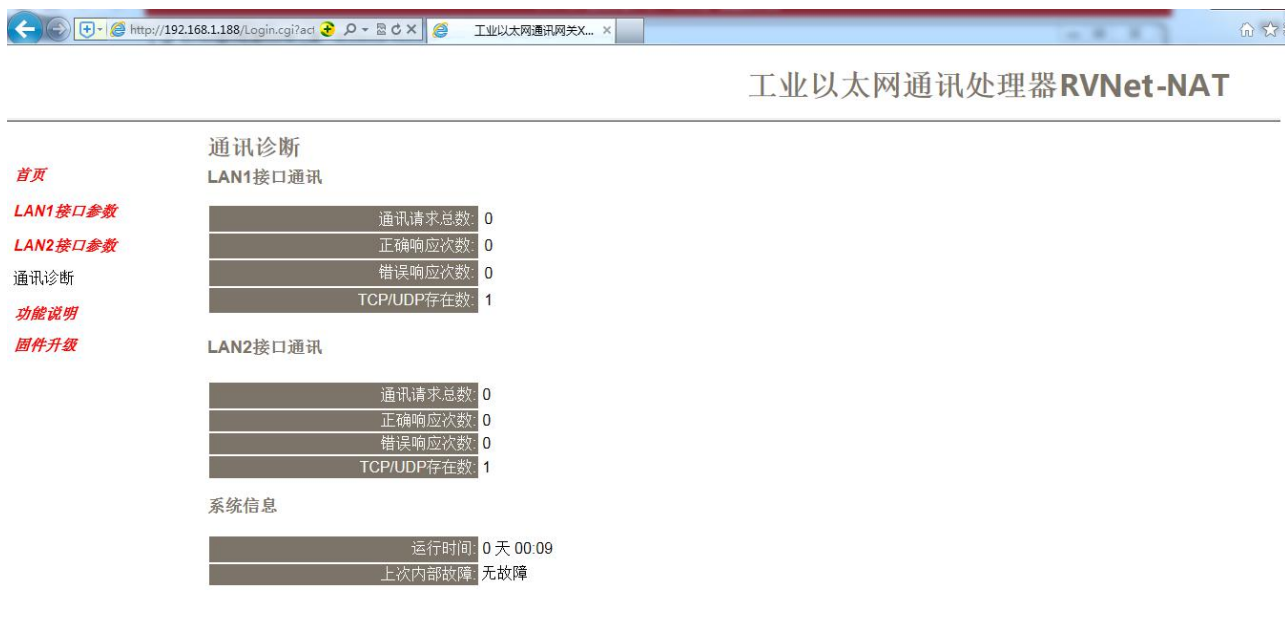 http://192.168.1.188/Login.cgi?act
工业以太网通讯网关X...
工业以太网通讯处理器RVNet-NAT
首页
LAN1接口参数
LAN2接口参数
通讯诊断
功能说明
固件升级
通讯诊断
LAN1接口通讯
通讯请求总数: 0
正确响应次数: 0
错误响应次数: 0
TCP/UDP存在数: 1
LAN2接口通讯
通讯请求总数: 0
正确响应次数: 0
错误响应次数: 0
TCP/UDP存在数: 1
系统信息
运行时间: 0 天 00:09
上次内部故障: 无故障